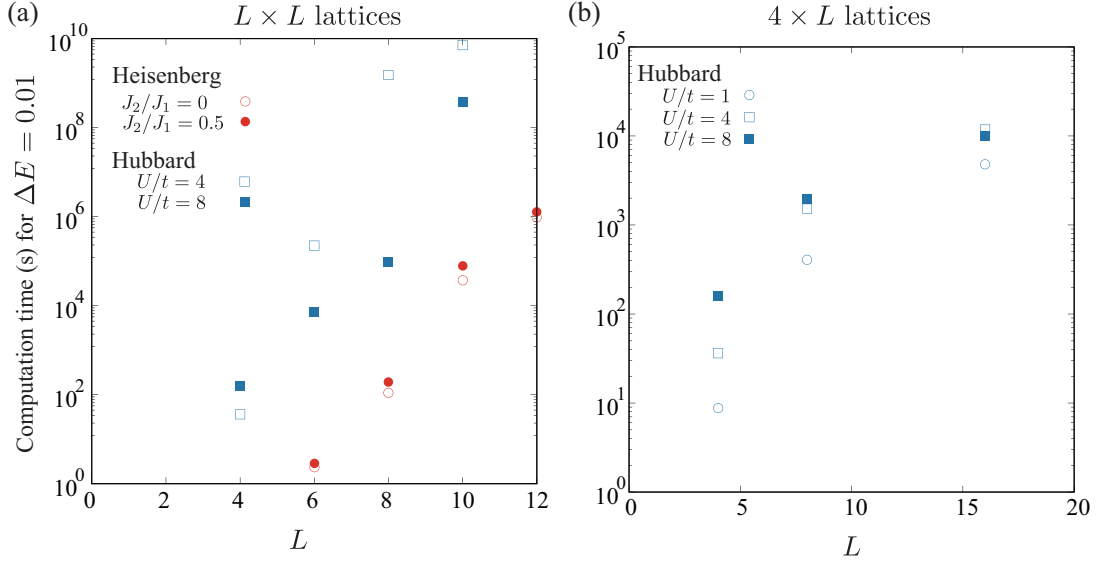 (a)
L × L lattices
Computation time (s) for ΔE = 0.01
10^10
10^8
10^6
10^4
10^2
10^0
Heisenberg
J_2/J_1 = 0
J_2/J_1 = 0.5
Hubbard
U/t = 4
U/t = 8
0 2 4 6 8 10 12
L
(b)
4 × L lattices
10^5
10^4
10^3
10^2
10^1
10^0
Hubbard
U/t = 1
U/t = 4
U/t = 8
0 5 10 15 20
L